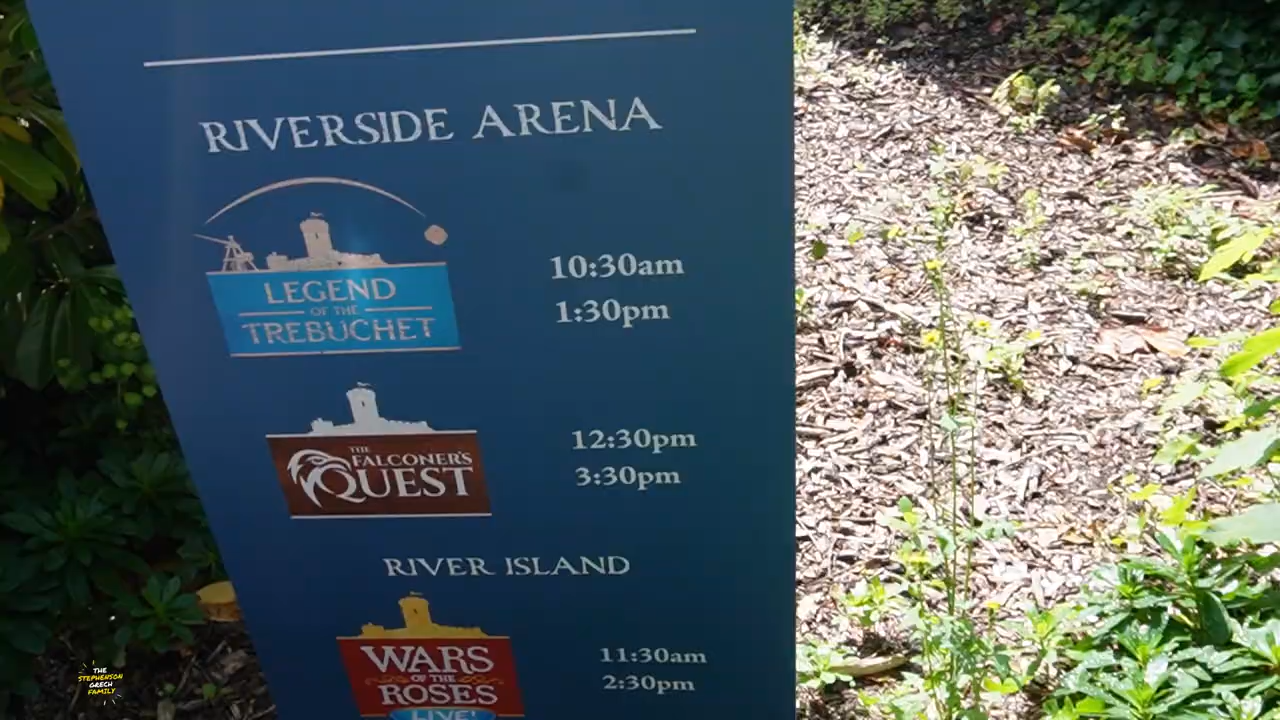 RIVERSIDE ARENA
LEGEND
OF THE
TREBUCHET
10:30am
1:30pm
THE
FALCONER'S
QUEST
12:30pm
3:30pm
RIVER ISLAND
WARS
OF THE
ROSES
LIVE!
11:30am
2:30pm
THE
STEPHENSON
GRECH
FAMILY